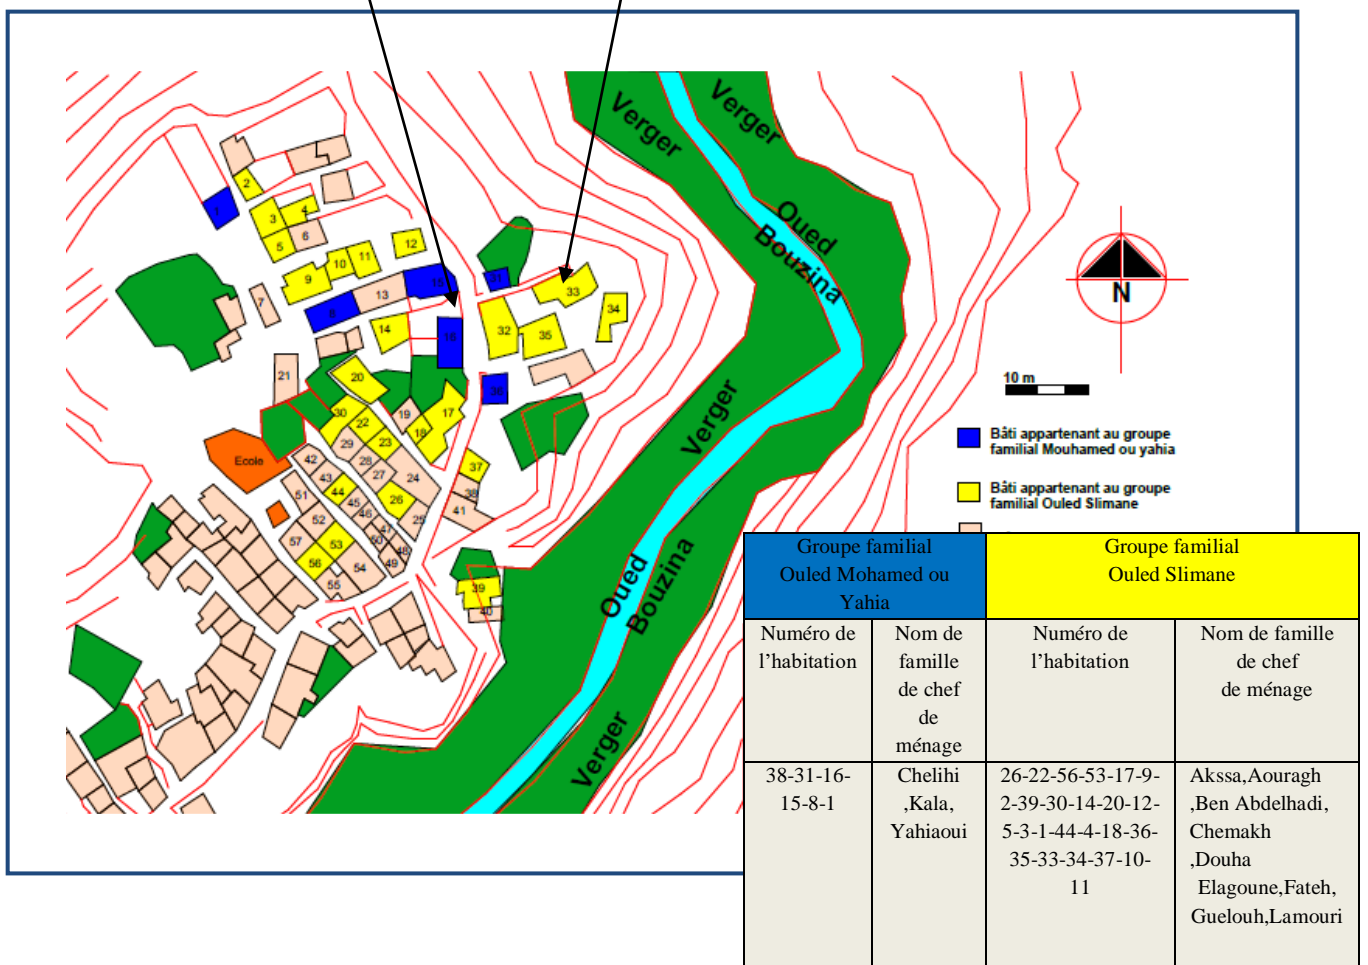 Verger
Verger
Oued
Bouzina
Verger
Oued
Bouzina
Verger
Verger
N
10 m
1
2
3
4
5
6
7
8
9
10
11
12
13
14
15
16
17
18
19
20
21
22
23
24
25
26
27
28
29
30
31
32
33
34
35
37
38
39
40
41
42
43
44
45
46
47
48
49
50
51
52
53
54
55
56
57
Ecole
Bâti appartenant au groupe
familial Mouhamed ou yahia
Bâti appartenant au groupe
familial Ouled Slimane
Groupe familial
Ouled Mohamed ou
Yahia
Groupe familial
Ouled Slimane
Numéro de
l’habitation
Nom de
famille
de chef
de
ménage
Numéro de
l’habitation
Nom de famille
de chef
de ménage
38-31-16-
15-8-1
Chelihi
,Kala,
Yahiaoui
26-22-56-53-17-9-
2-39-30-14-20-12-
5-3-1-44-4-18-36-
35-33-34-37-10-
11
Akssa,Aouragh
,Ben Abdelhadi,
Chemakh
,Douha
Elagoune,Fateh,
Guelouh,Lamouri